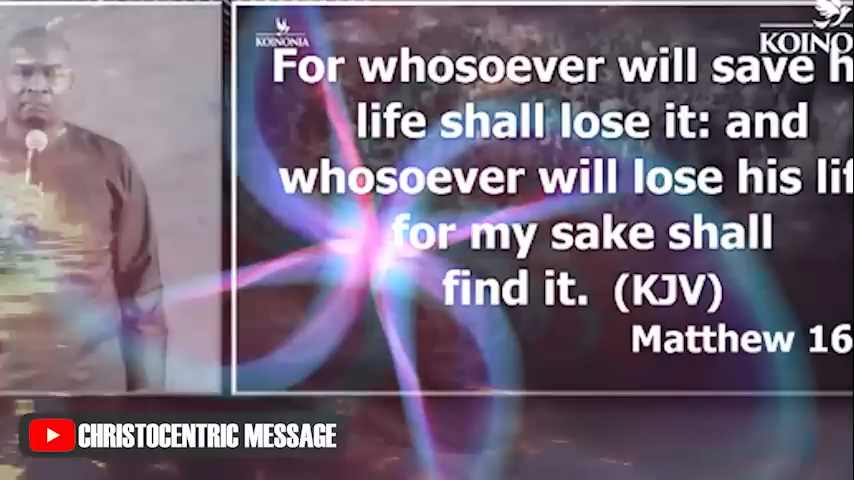 KOINONIA
KOINO
For whosoever will save h
life shall lose it: and
whosoever will lose his lif
for my sake shall
find it. (KJV)
Matthew 16
CHRISTOCENTRIC MESSAGE